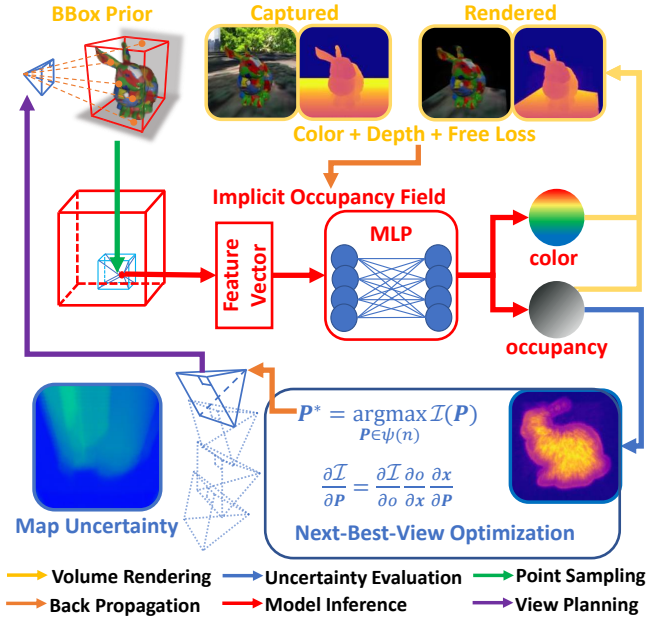 BBox Prior
Captured
Rendered
Color + Depth + Free Loss
Implicit Occupancy Field
Feature
Vector
MLP
color
occupancy
P* = argmax I(P)
P∈ψ(n)
∂I/∂P = ∂I/∂o ∂o/∂x ∂x/∂P
Map Uncertainty
Next-Best-View Optimization
Volume Rendering
Uncertainty Evaluation
Point Sampling
Back Propagation
Model Inference
View Planning